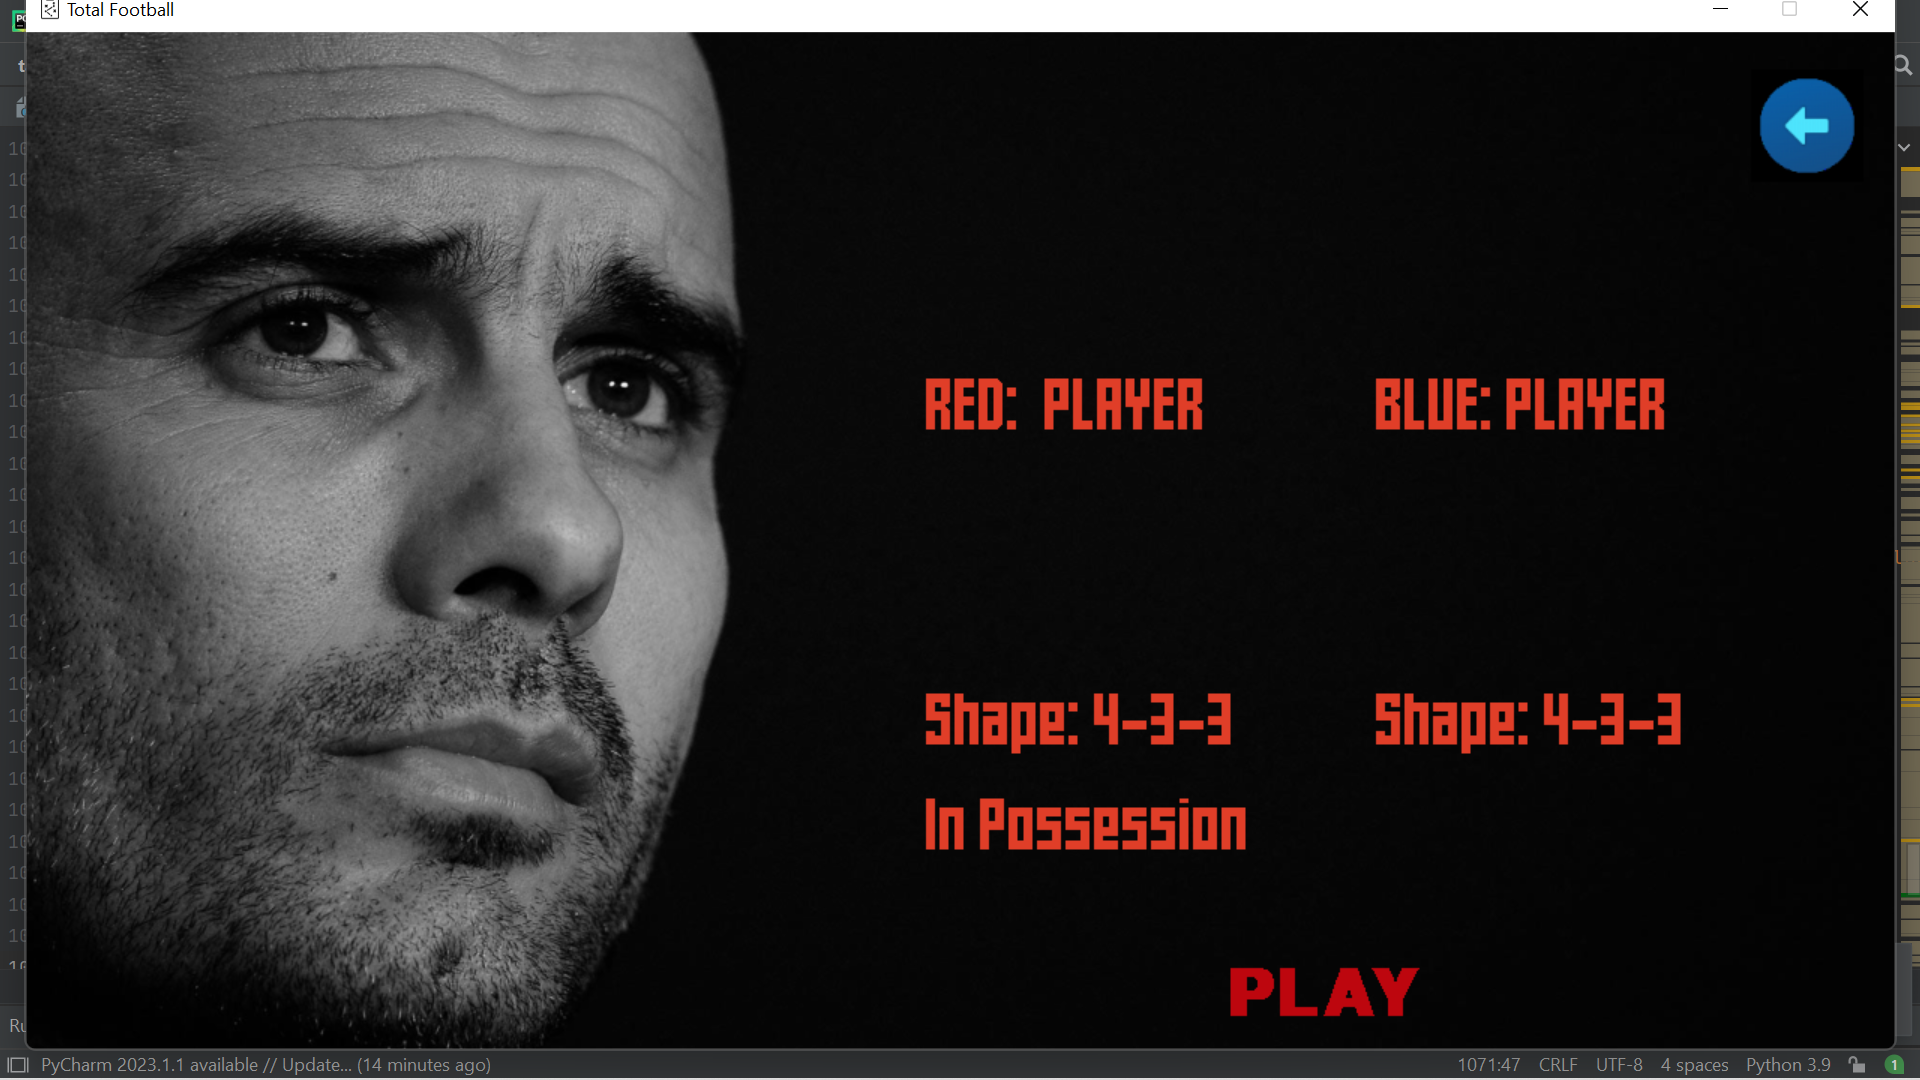 Total Football
RED: PLAYER
BLUE: PLAYER
Shape: 4-3-3
Shape: 4-3-3
In Possession
PLAY
PyCharm 2023.1.1 available // Update... (14 minutes ago)
1071:47 CRLF UTF-8 4 spaces Python 3.9 1